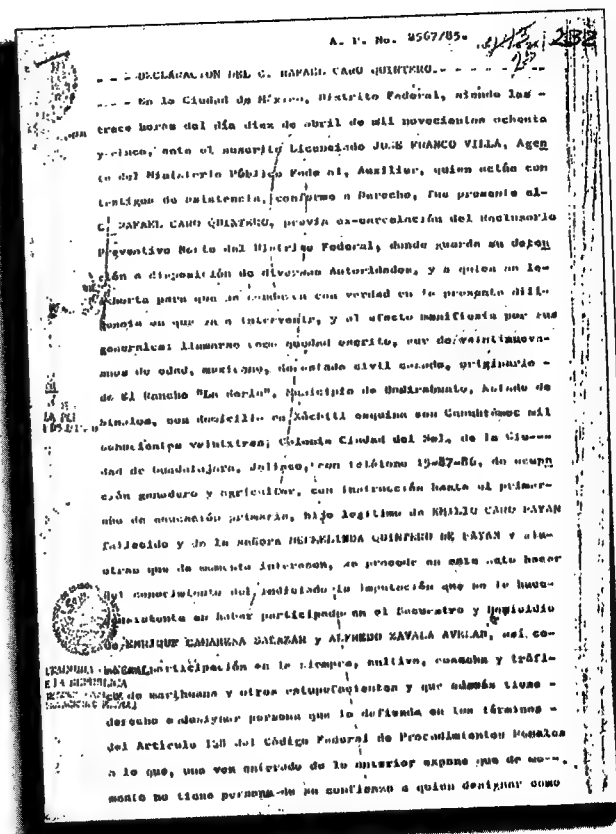 A. P. No. 2567/85.
232
- - - DECLARACION DEL C. RAFAEL CARO QUINTERO.- - - - - - -
- - - En la Ciudad de México, Distrito Federal, siendo las -
trece horas del día diez de abril de mil novecientos ochenta
y cinco, ante el suscrito Licenciado JOSE FRANCO VILLA, Agen
te del Ministerio Público Federal, Auxiliar, quien actúa con
testigos de asistencia, conforme a Derecho, fue presente el-
C. RAFAEL CARO QUINTERO, previa ex-carcelación del Reclusorio
Preventivo Norte del Distrito Federal, donde guarda su deten
ción a disposición de diversas Autoridades, y a quien se le-
exhorta para que se conduzca con verdad en la presente dili-
gencia en que va a intervenir, y al efecto manifiesta por sus
generales: llamarse como quedó escrito, ser de veintinueve-
años de edad, mexicano, de estado civil casado, originario -
de El Rancho "La Noria", Municipio de Badiraguato, Estado de
Sinaloa, con domicilio en Xóchitl esquina con Cuauhtémoc mil
ochocientos veintitres, Colonia Ciudad del Sol, de la Ciu---
dad de Guadalajara, Jalisco, con teléfono 15-87-86, de ocupa
ción ganadero y agricultor, con instrucción hasta el primer-
año de educación primaria, hijo legítimo de EMILIO CARO PAYAN
fallecido y de la señora HERMELINDA QUINTERO DE PAYAN y sin-
otras que de momento interesen, se procede en este acto hacer
del conocimiento del indiciado la imputación que se le hace-
consistente en haber participado en el Secuestro y Homicidio
de ENRIQUE CAMARENA SALAZAR y ALFREDO ZAVALA AVELAR, así co-
mo su participación en la siempra, cultivo, cosecha y tráfi-
co de marihuana y otros estupefacientes y que además tiene -
derecho a designar persona que lo defienda en los términos -
del Artículo 128 del Código Federal de Procedimientos Penales
a lo que, una vez enterado de lo anterior expone que de mo--
mento no tiene persona de su confianza a quien designar como